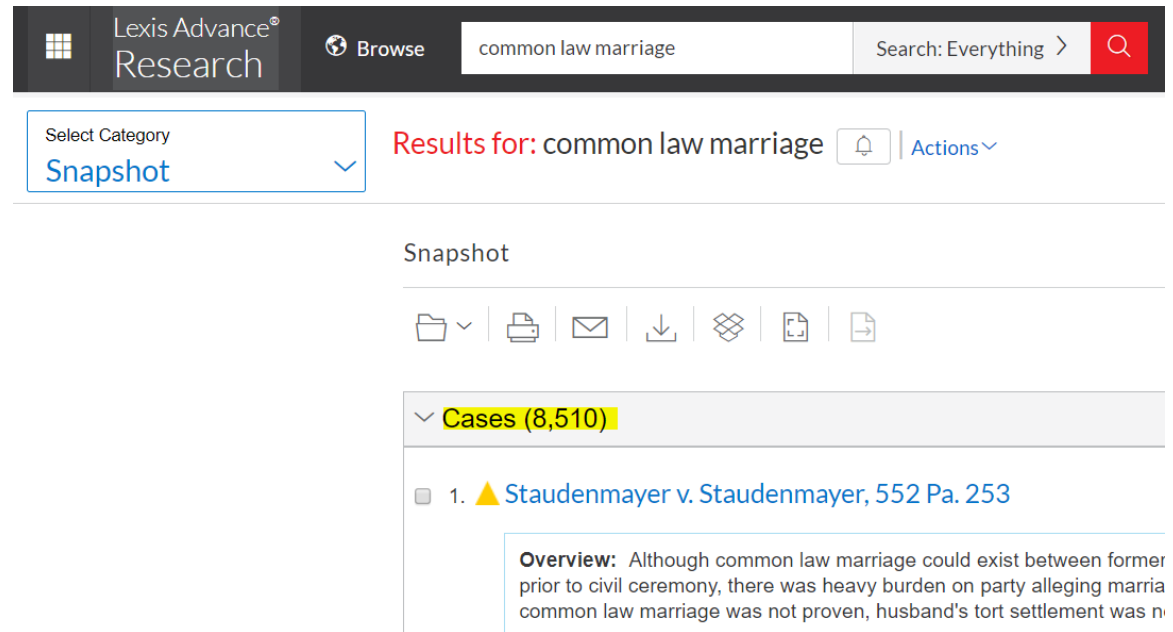 Lexis Advance®
Research
Browse
common law marriage
Search: Everything
Select Category
Snapshot
Results for: common law marriage
Actions
Snapshot
Cases (8,510)
1. Staudenmayer v. Staudenmayer, 552 Pa. 253
Overview: Although common law marriage could exist between former
prior to civil ceremony, there was heavy burden on party alleging
common law marriage was not proven, husband's tort settlement was